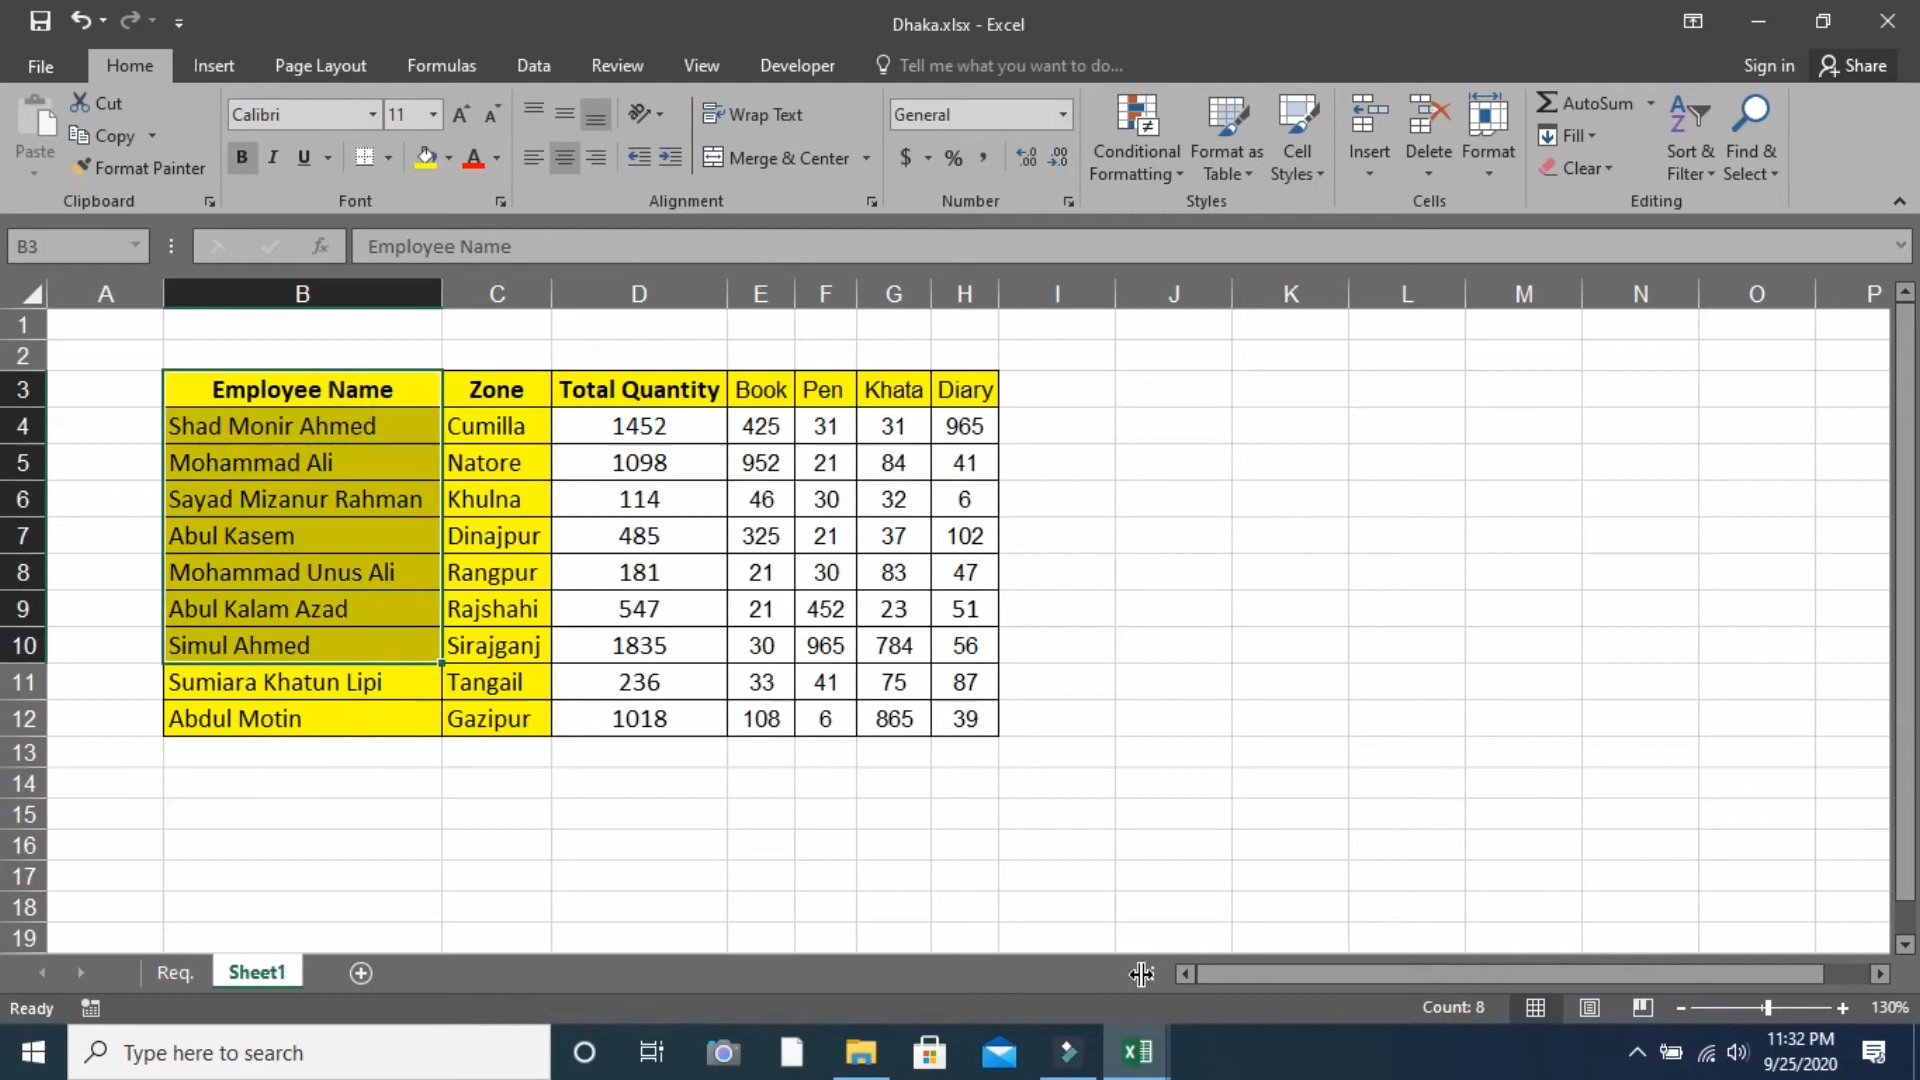 Dhaka.xlsx - Excel
File Home Insert Page Layout Formulas Data Review View Developer Tell me what you want to do... Sign in Share
Paste
Cut
Copy
Format Painter
Clipboard
Calibri 11 A A
B I U A
Font
Wrap Text
Merge & Center
Alignment
General
$ % , .00 .00
Number
Conditional Formatting
Format as Table
Cell Styles
Styles
Insert Delete Format
Cells
AutoSum
Fill
Clear
Sort & Filter
Find & Select
Editing
B3 fx Employee Name
A B C D E F G H I J K L M N O P
1
2
3 Employee Name Zone Total Quantity Book Pen Khata Diary
4 Shad Monir Ahmed Cumilla 1452 425 31 31 965
5 Mohammad Ali Natore 1098 952 21 84 41
6 Sayad Mizanur Rahman Khulna 114 46 30 32 6
7 Abul Kasem Dinajpur 485 325 21 37 102
8 Mohammad Unus Ali Rangpur 181 21 30 83 47
9 Abul Kalam Azad Rajshahi 547 21 452 23 51
10 Simul Ahmed Sirajganj 1835 30 965 784 56
11 Sumiara Khatun Lipi Tangail 236 33 41 75 87
12 Abdul Motin Gazipur 1018 108 6 865 39
13
14
15
16
17
18
19
Req. Sheet1
Ready Count: 8 130%
Type here to search
11:32 PM
9/25/2020